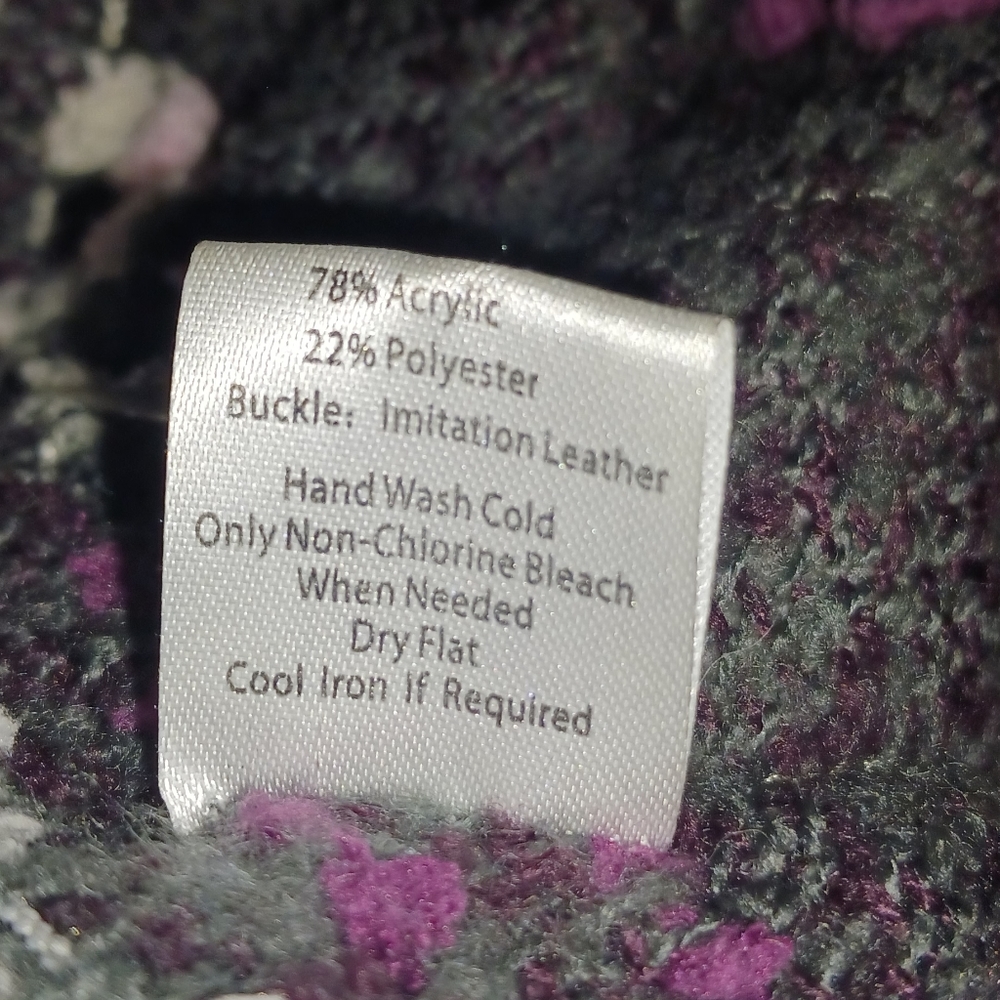 78% Acrylic
22% Polyester
Buckle: Imitation Leather
Hand Wash Cold
Only Non-Chlorine Bleach
When Needed
Dry Flat
Cool Iron If Required